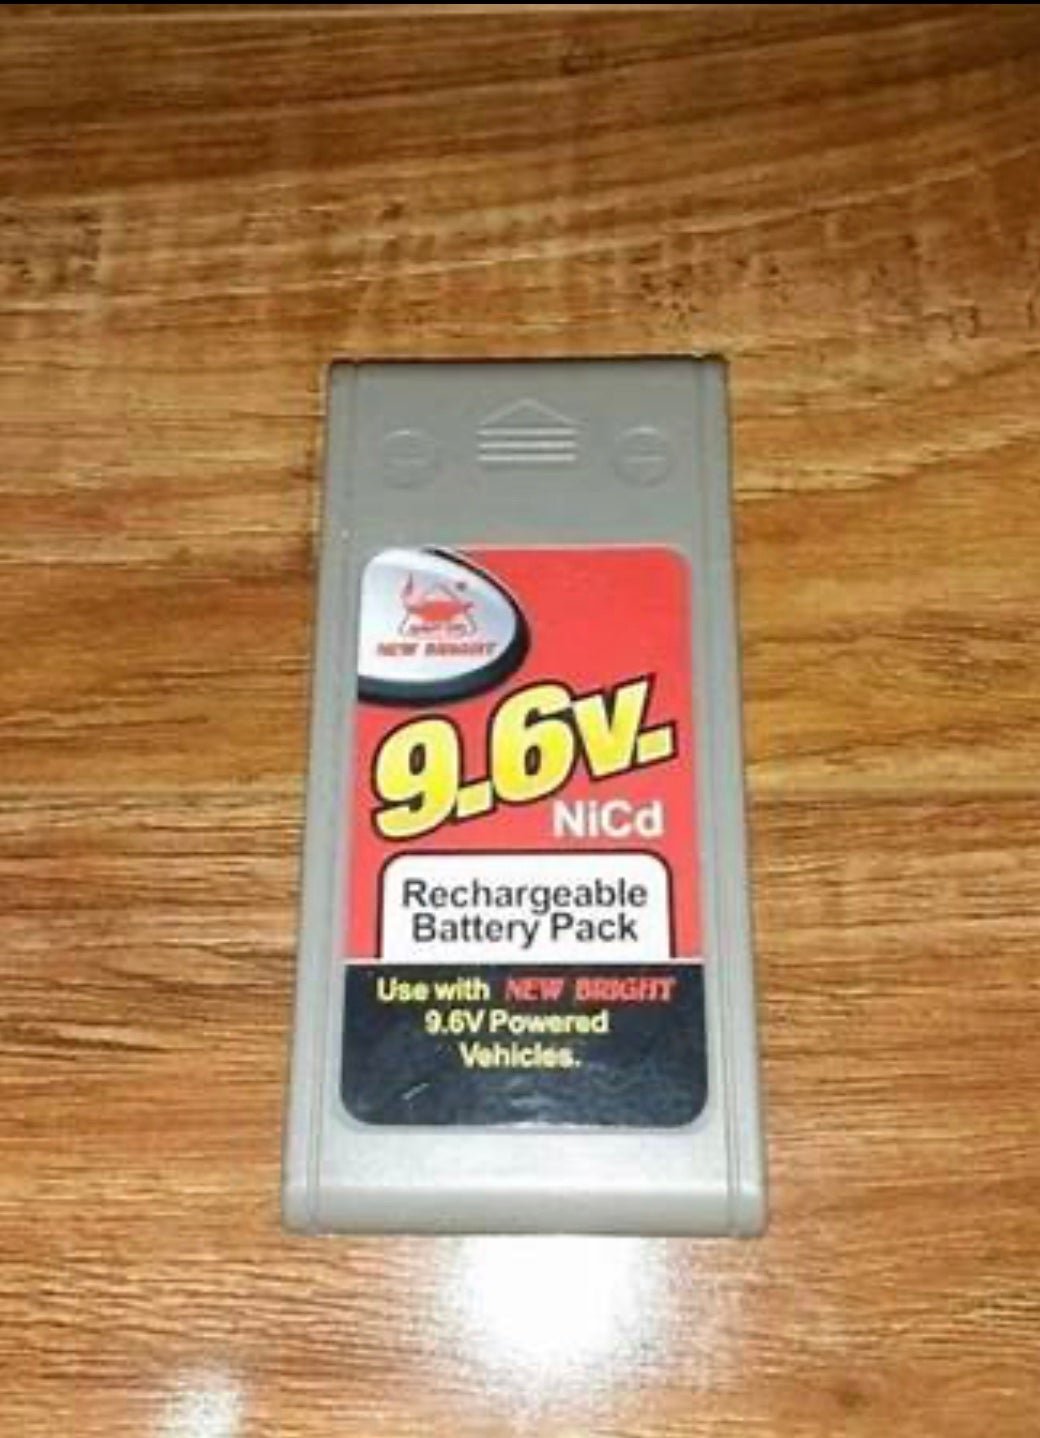 NEW BRIGHT
9.6v.
NiCd
Rechargeable
Battery Pack
Use with NEW BRIGHT
9.6V Powered
Vehicles.